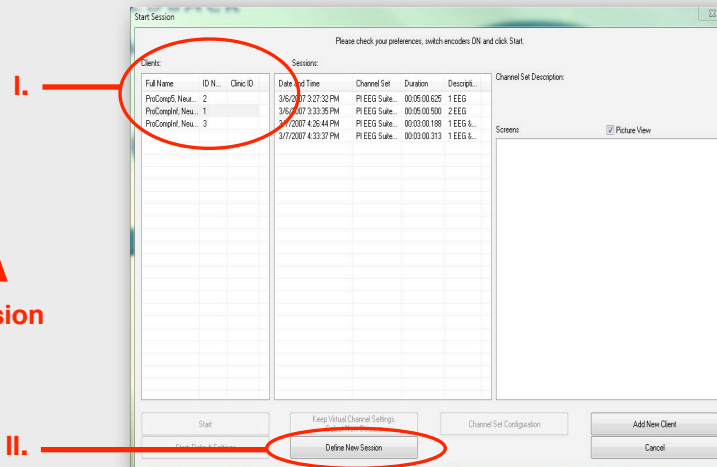 Start Session
Please check your preferences, switch encoders ON and click Start.
Clients:
Sessions:
Full Name ID N... Clinic ID
Date and Time Channel Set Duration Descripti...
Channel Set Description:
I.
ProComp5, Neur... 2
3/6/2007 3:27:32 PM PI EEG Suite... 00:05:00.625 1 EEG
ProCompInf, Neu... 1
3/6/2007 3:33:35 PM PI EEG Suite... 00:05:00.500 2 EEG
ProCompInf, Neu... 3
3/7/2007 4:26:44 PM PI EEG Suite... 00:03:00.188 1 EEG &...
3/7/2007 4:33:37 PM PI EEG Suite... 00:03:00.313 1 EEG &...
Screens
Picture View
sion
Start
Keep Virtual Channel Settings.
Select New Screens
Channel Set Configuration
Add New Client
II.
Define New Session
Cancel